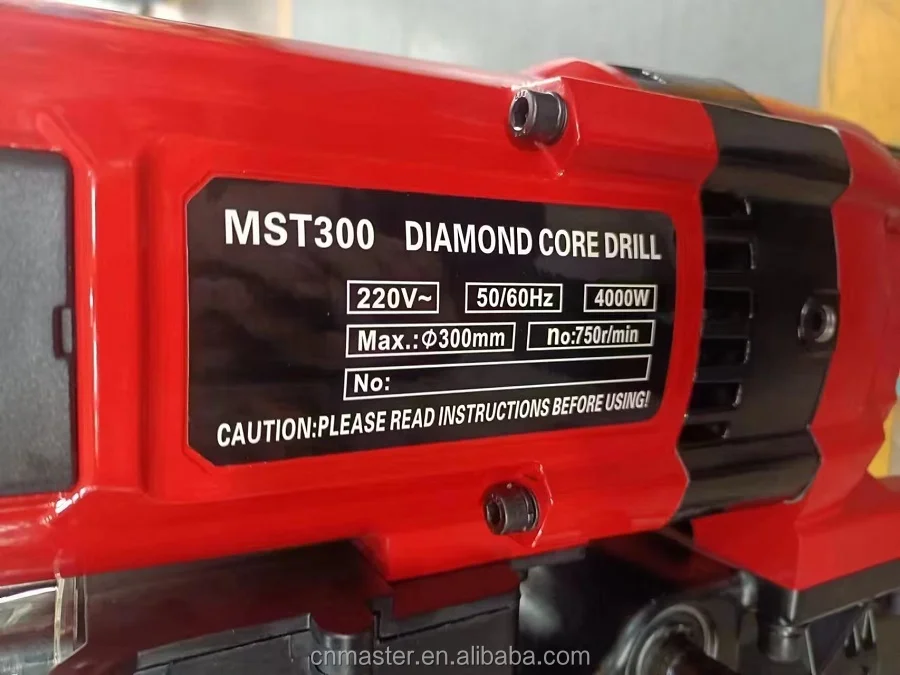 MST300 DIAMOND CORE DRILL
220V~ 50/60Hz 4000W
Max.:Φ300mm no:750r/min
No:
CAUTION:PLEASE READ INSTRUCTIONS BEFORE USING!
cnmaster.en.alibaba.com